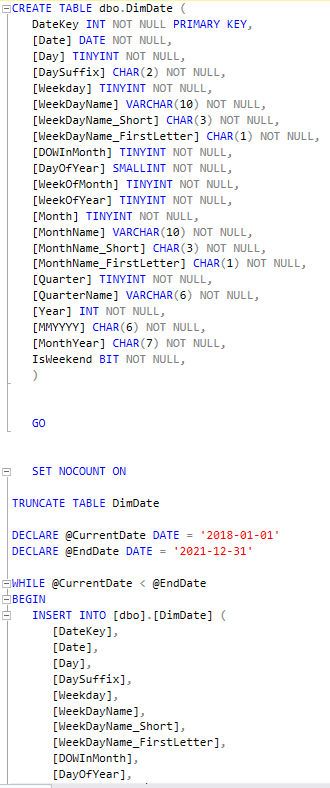 CREATE TABLE dbo.DimDate (
DateKey INT NOT NULL PRIMARY KEY,
[Date] DATE NOT NULL,
[Day] TINYINT NOT NULL,
[DaySuffix] CHAR(2) NOT NULL,
[Weekday] TINYINT NOT NULL,
[WeekDayName] VARCHAR(10) NOT NULL,
[WeekDayName_Short] CHAR(3) NOT NULL,
[WeekDayName_FirstLetter] CHAR(1) NOT NULL,
[DOWInMonth] TINYINT NOT NULL,
[DayOfYear] SMALLINT NOT NULL,
[WeekOfMonth] TINYINT NOT NULL,
[WeekOfYear] TINYINT NOT NULL,
[Month] TINYINT NOT NULL,
[MonthName] VARCHAR(10) NOT NULL,
[MonthName_Short] CHAR(3) NOT NULL,
[MonthName_FirstLetter] CHAR(1) NOT NULL,
[Quarter] TINYINT NOT NULL,
[QuarterName] VARCHAR(6) NOT NULL,
[Year] INT NOT NULL,
[MMYYYY] CHAR(6) NOT NULL,
[MonthYear] CHAR(7) NOT NULL,
IsWeekend BIT NOT NULL,
)
GO
SET NOCOUNT ON
TRUNCATE TABLE DimDate
DECLARE @CurrentDate DATE = '2018-01-01'
DECLARE @EndDate DATE = '2021-12-31'
WHILE @CurrentDate < @EndDate
BEGIN
INSERT INTO [dbo].[DimDate] (
[DateKey],
[Date],
[Day],
[DaySuffix],
[Weekday],
[WeekDayName],
[WeekDayName_Short],
[WeekDayName_FirstLetter],
[DOWInMonth],
[DayOfYear],